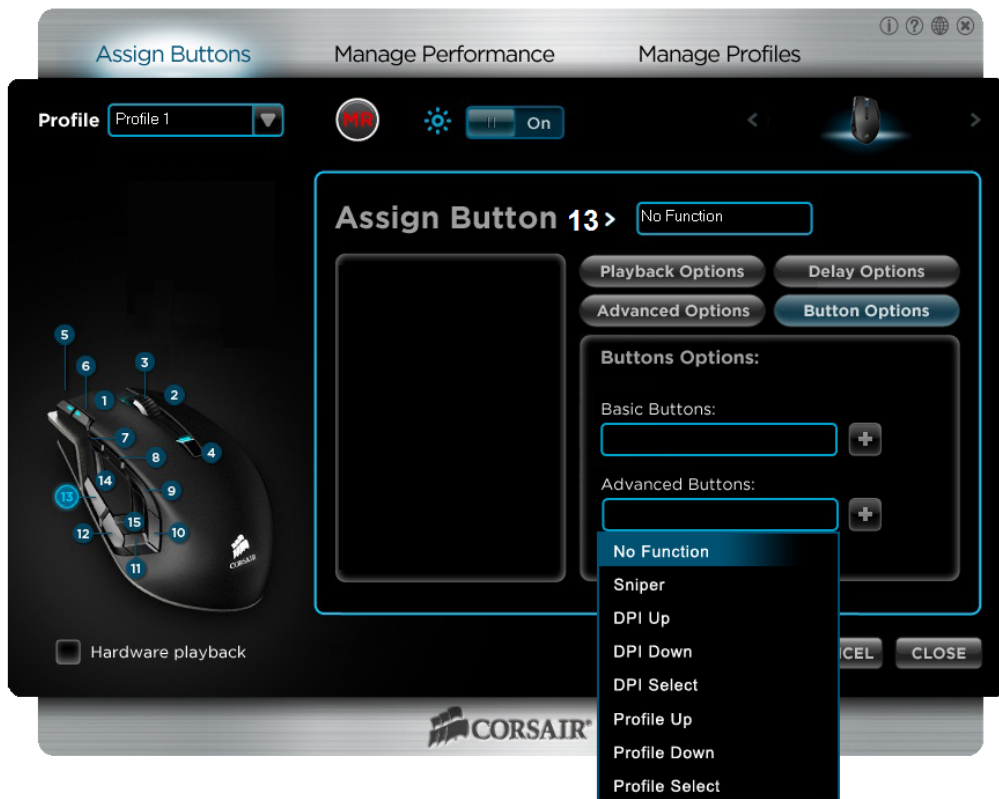 Assign Buttons Manage Performance Manage Profiles
Profile Profile 1 MR On
Assign Button 13> No Function
Playback Options Delay Options
Advanced Options Button Options
Buttons Options:
Basic Buttons:
Advanced Buttons:
No Function
Sniper
DPI Up
DPI Down
DPI Select
Profile Up
Profile Down
Profile Select
5
6
3
1
2
7
8
4
14
9
13
15
12
10
11
CORSAIR
Hardware playback
CEL CLOSE
CORSAIR